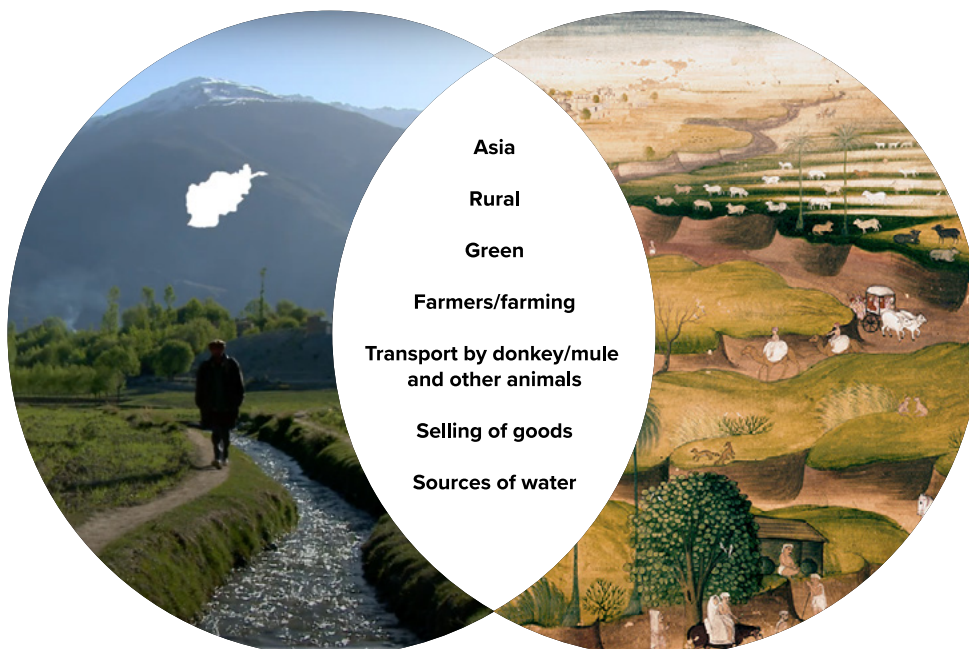 Asia
Rural
Green
Farmers/farming
Transport by donkey/mule
and other animals
Selling of goods
Sources of water